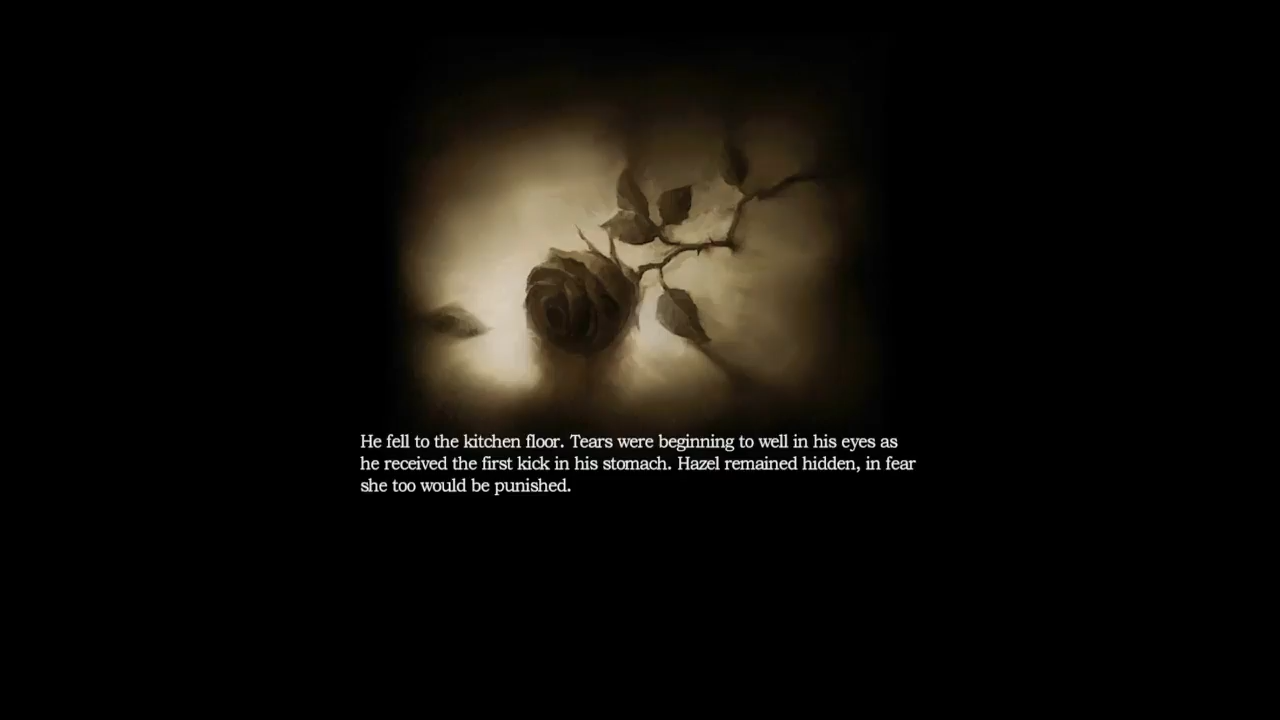 He fell to the kitchen floor. Tears were beginning to well in his eyes as
he received the first kick in his stomach. Hazel remained hidden, in fear
she too would be punished.